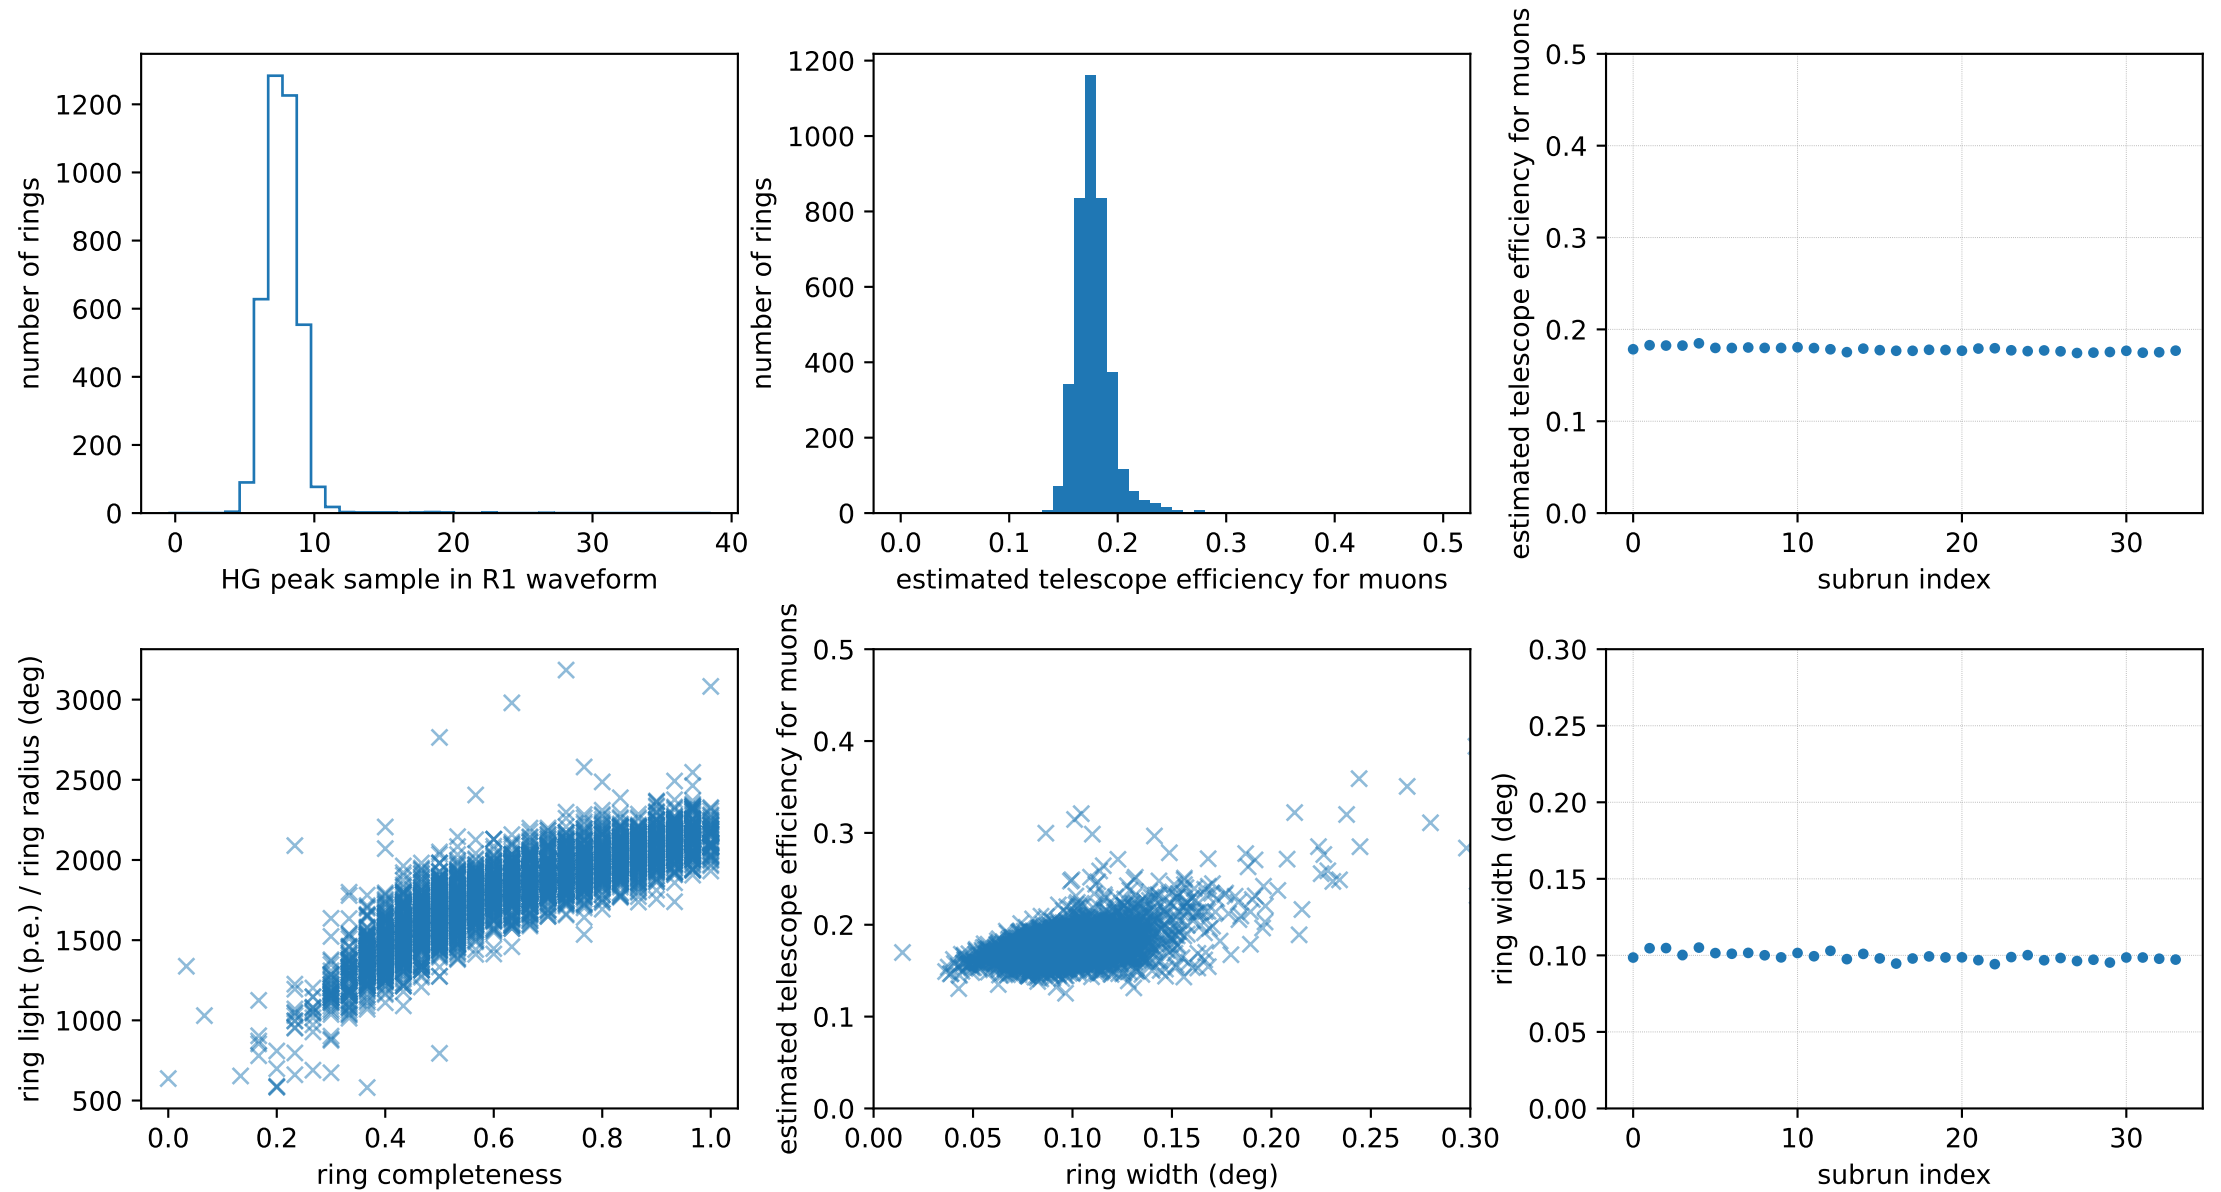 number of rings
1200
1000
800
600
400
200
0
0 10 20 30 40
HG peak sample in R1 waveform
number of rings
1200
1000
800
600
400
200
0
0.0 0.1 0.2 0.3 0.4 0.5
estimated telescope efficiency for muons
estimated telescope efficiency for muons
0.5
0.4
0.3
0.2
0.1
0.0
0 10 20 30
subrun index
ring light (p.e.) / ring radius (deg)
3000
2500
2000
1500
1000
500
0.0 0.2 0.4 0.6 0.8 1.0
ring completeness
estimated telescope efficiency for muons
0.5
0.4
0.3
0.2
0.1
0.0
0.00 0.05 0.10 0.15 0.20 0.25 0.30
ring width (deg)
ring width (deg)
0.30
0.25
0.20
0.15
0.10
0.05
0.00
0 10 20 30
subrun index